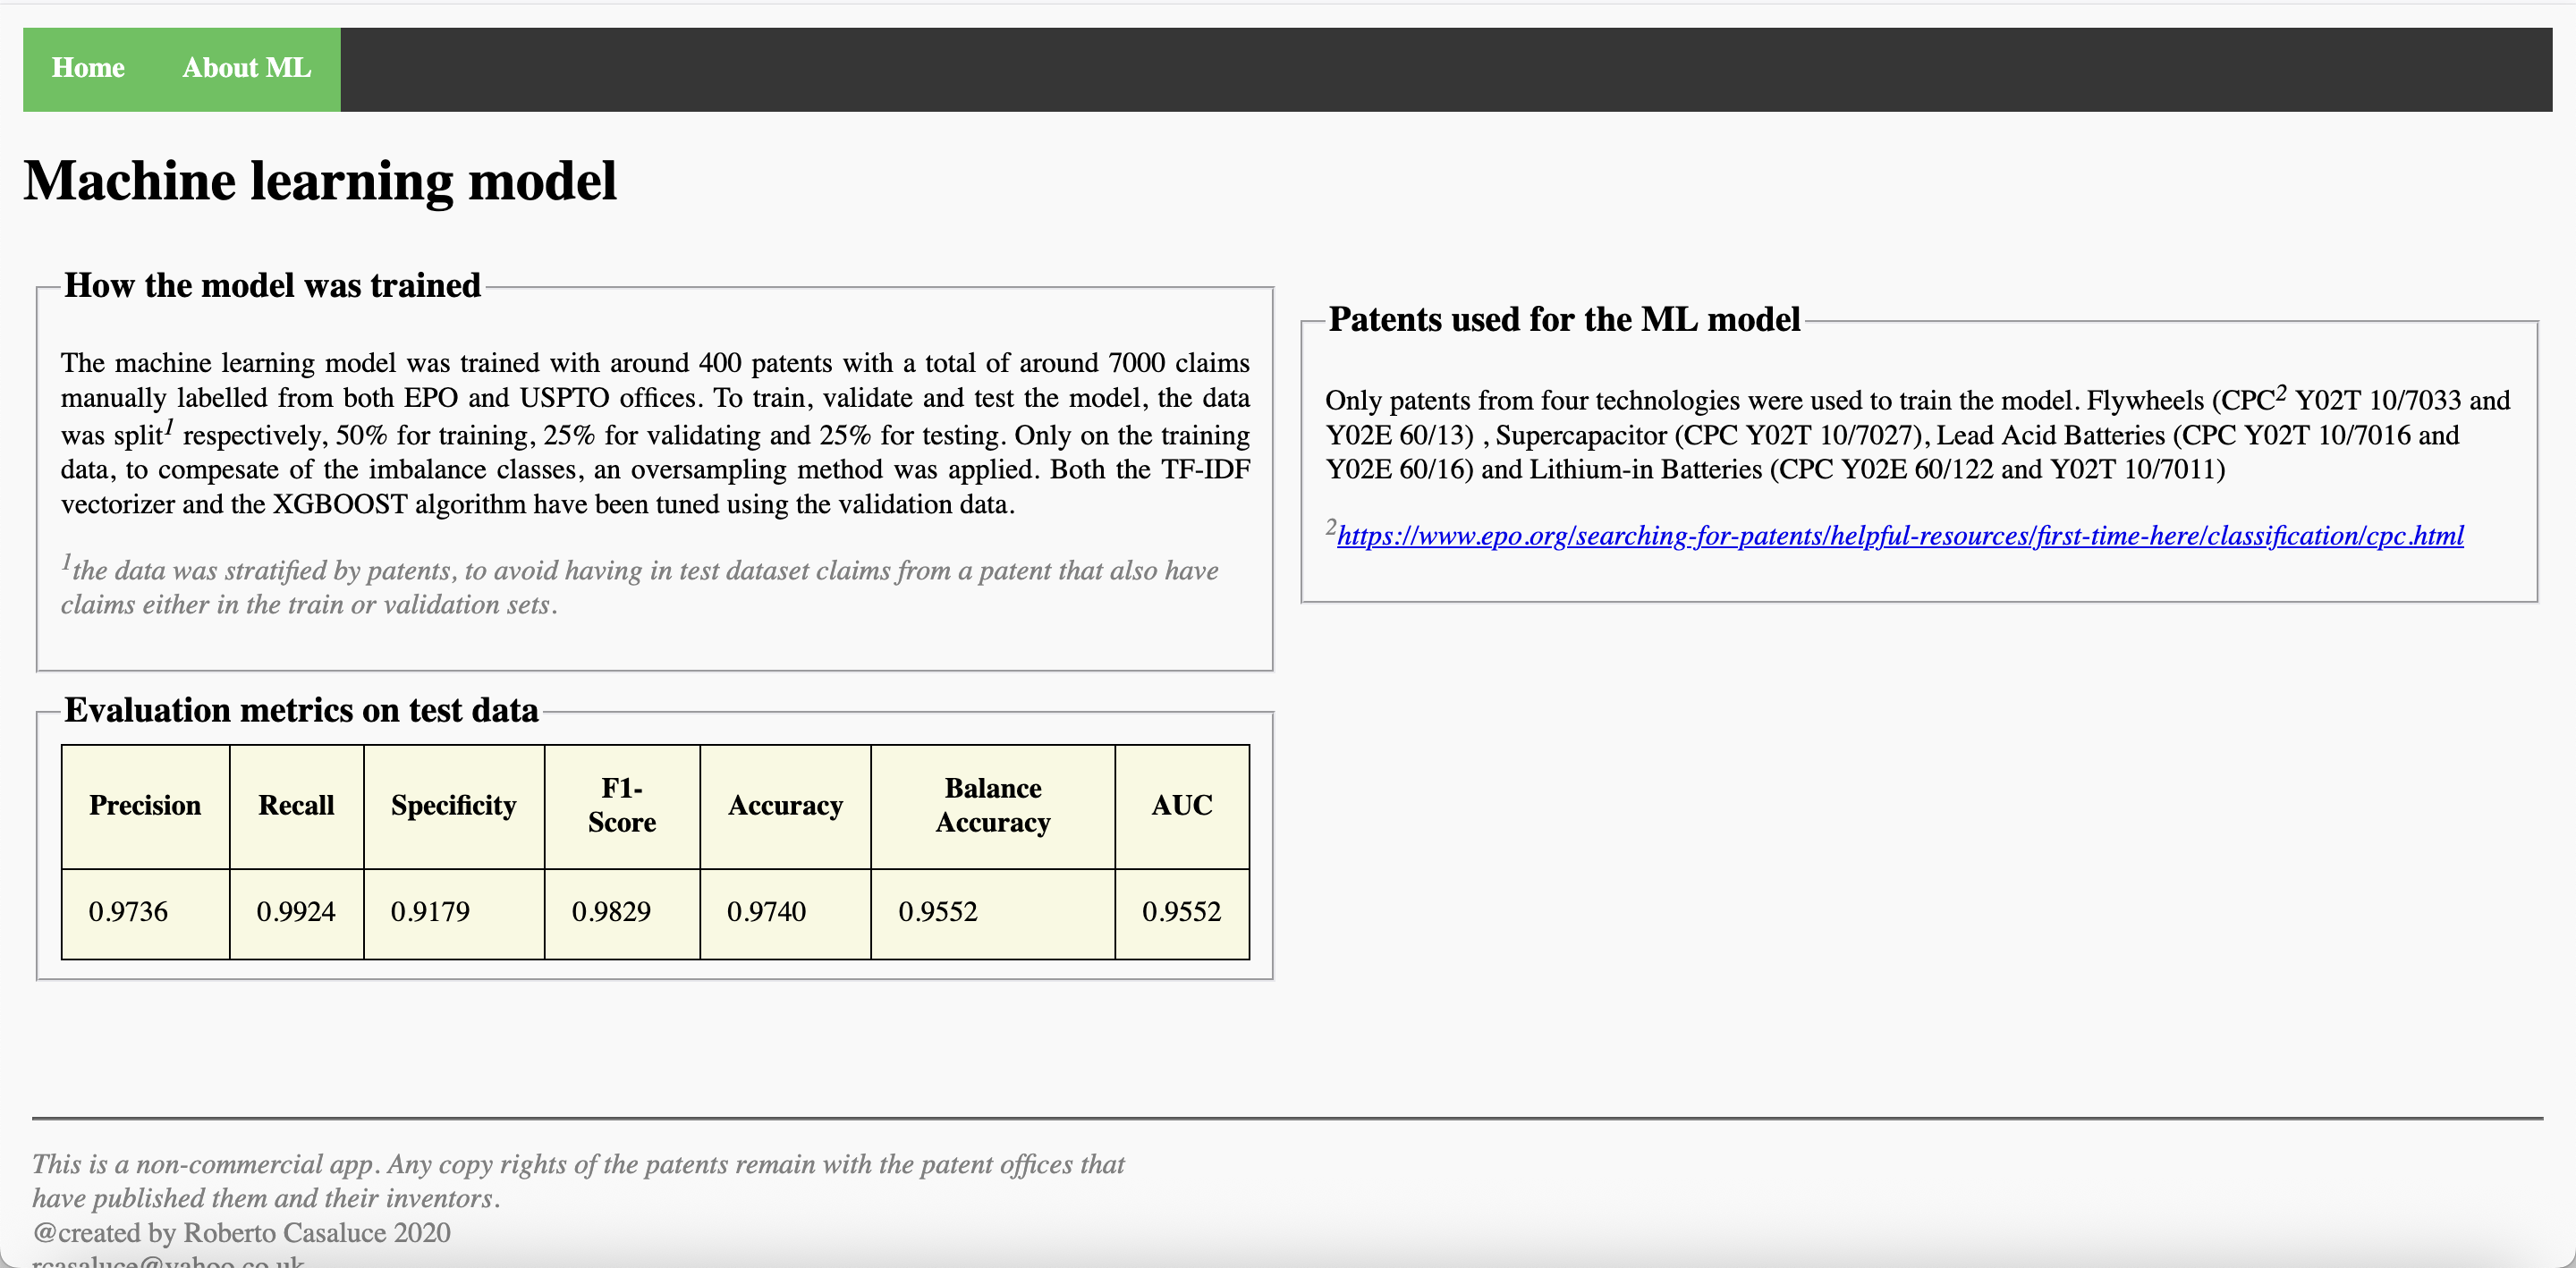 Home About ML
Machine learning model
How the model was trained
The machine learning model was trained with around 400 patents with a total of around 7000 claims
manually labelled from both EPO and USPTO offices. To train, validate and test the model, the data
was split1 respectively, 50% for training, 25% for validating and 25% for testing. Only on the training
data, to compesate of the imbalance classes, an oversampling method was applied. Both the TF-IDF
vectorizer and the XGBOOST algorithm have been tuned using the validation data.
1the data was stratified by patents, to avoid having in test dataset claims from a patent that also have
claims either in the train or validation sets.
Patents used for the ML model
Only patents from four technologies were used to train the model. Flywheels (CPC2 Y02T 10/7033 and
Y02E 60/13) , Supercapacitor (CPC Y02T 10/7027), Lead Acid Batteries (CPC Y02T 10/7016 and
Y02E 60/16) and Lithium-in Batteries (CPC Y02E 60/122 and Y02T 10/7011)
2https://www.epo.org/searching-for-patents/helpful-resources/first-time-here/classification/cpc.html
Evaluation metrics on test data
Precision Recall Specificity F1-Score Accuracy Balance Accuracy AUC
0.9736 0.9924 0.9179 0.9829 0.9740 0.9552 0.9552
This is a non-commercial app. Any copy rights of the patents remain with the patent offices that
have published them and their inventors.
@created by Roberto Casaluce 2020
rcasaluce@yahoo.co.uk